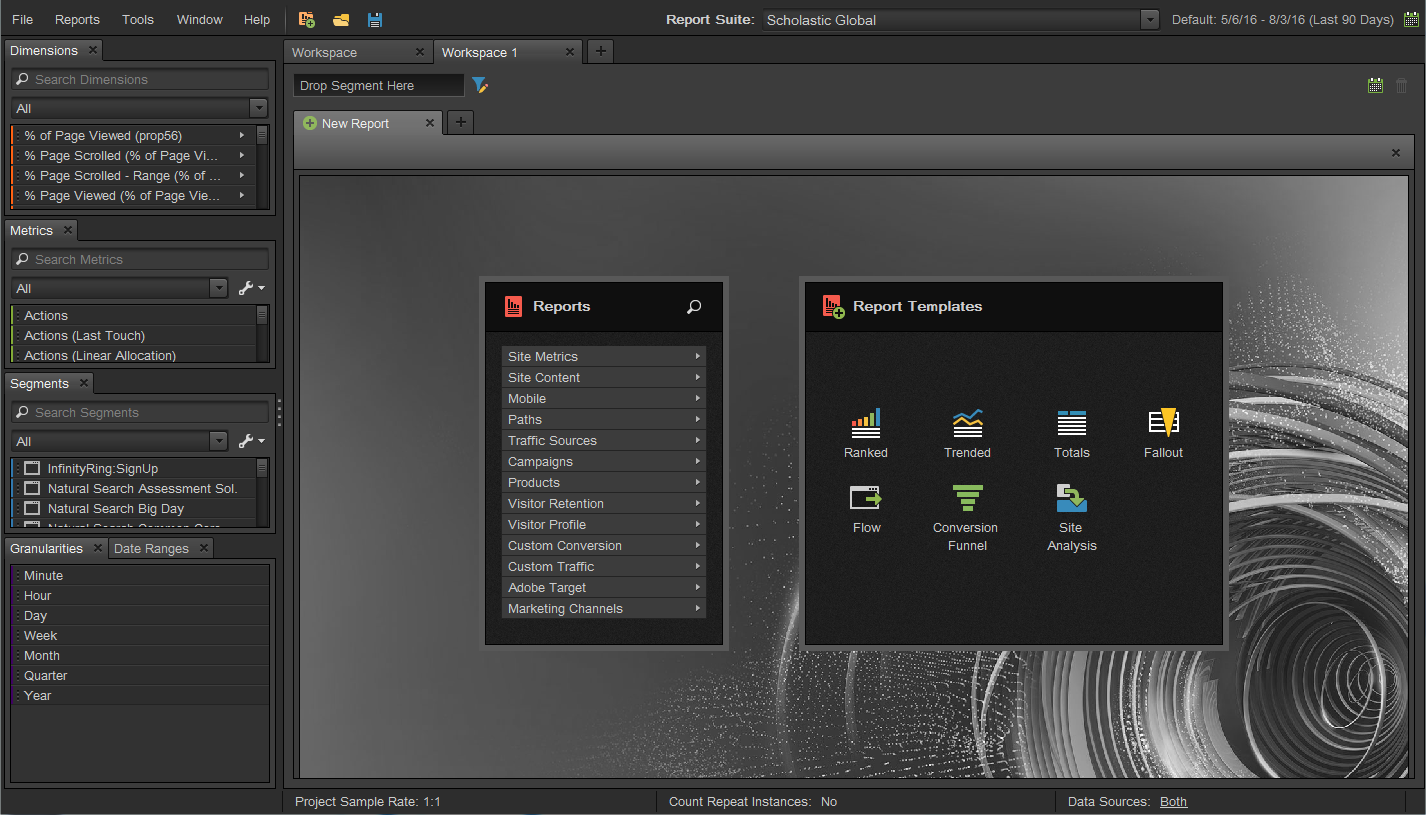 File Reports Tools Window Help Report Suite: Scholastic Global Default: 5/6/16 - 8/3/16 (Last 90 Days)
Dimensions
Search Dimensions
All
% of Page Viewed (prop56)
% Page Scrolled (% of Page Vi...
% Page Scrolled - Range (% of ...
% Page Viewed (% of Page Vie...
Metrics
Search Metrics
All
Actions
Actions (Last Touch)
Actions (Linear Allocation)
Segments
Search Segments
All
InfinityRing:SignUp
Natural Search Assessment Sol.
Natural Search Big Day
Natural Search Common Core
Granularities Date Ranges
Minute
Hour
Day
Week
Month
Quarter
Year
Workspace Workspace 1
Drop Segment Here
New Report
Reports
Site Metrics
Site Content
Mobile
Paths
Traffic Sources
Campaigns
Products
Visitor Retention
Visitor Profile
Custom Conversion
Custom Traffic
Adobe Target
Marketing Channels
Report Templates
Ranked Trended Totals Fallout
Flow
Conversion
Funnel
Site
Analysis
Project Sample Rate: 1:1 Count Repeat Instances: No Data Sources: Both